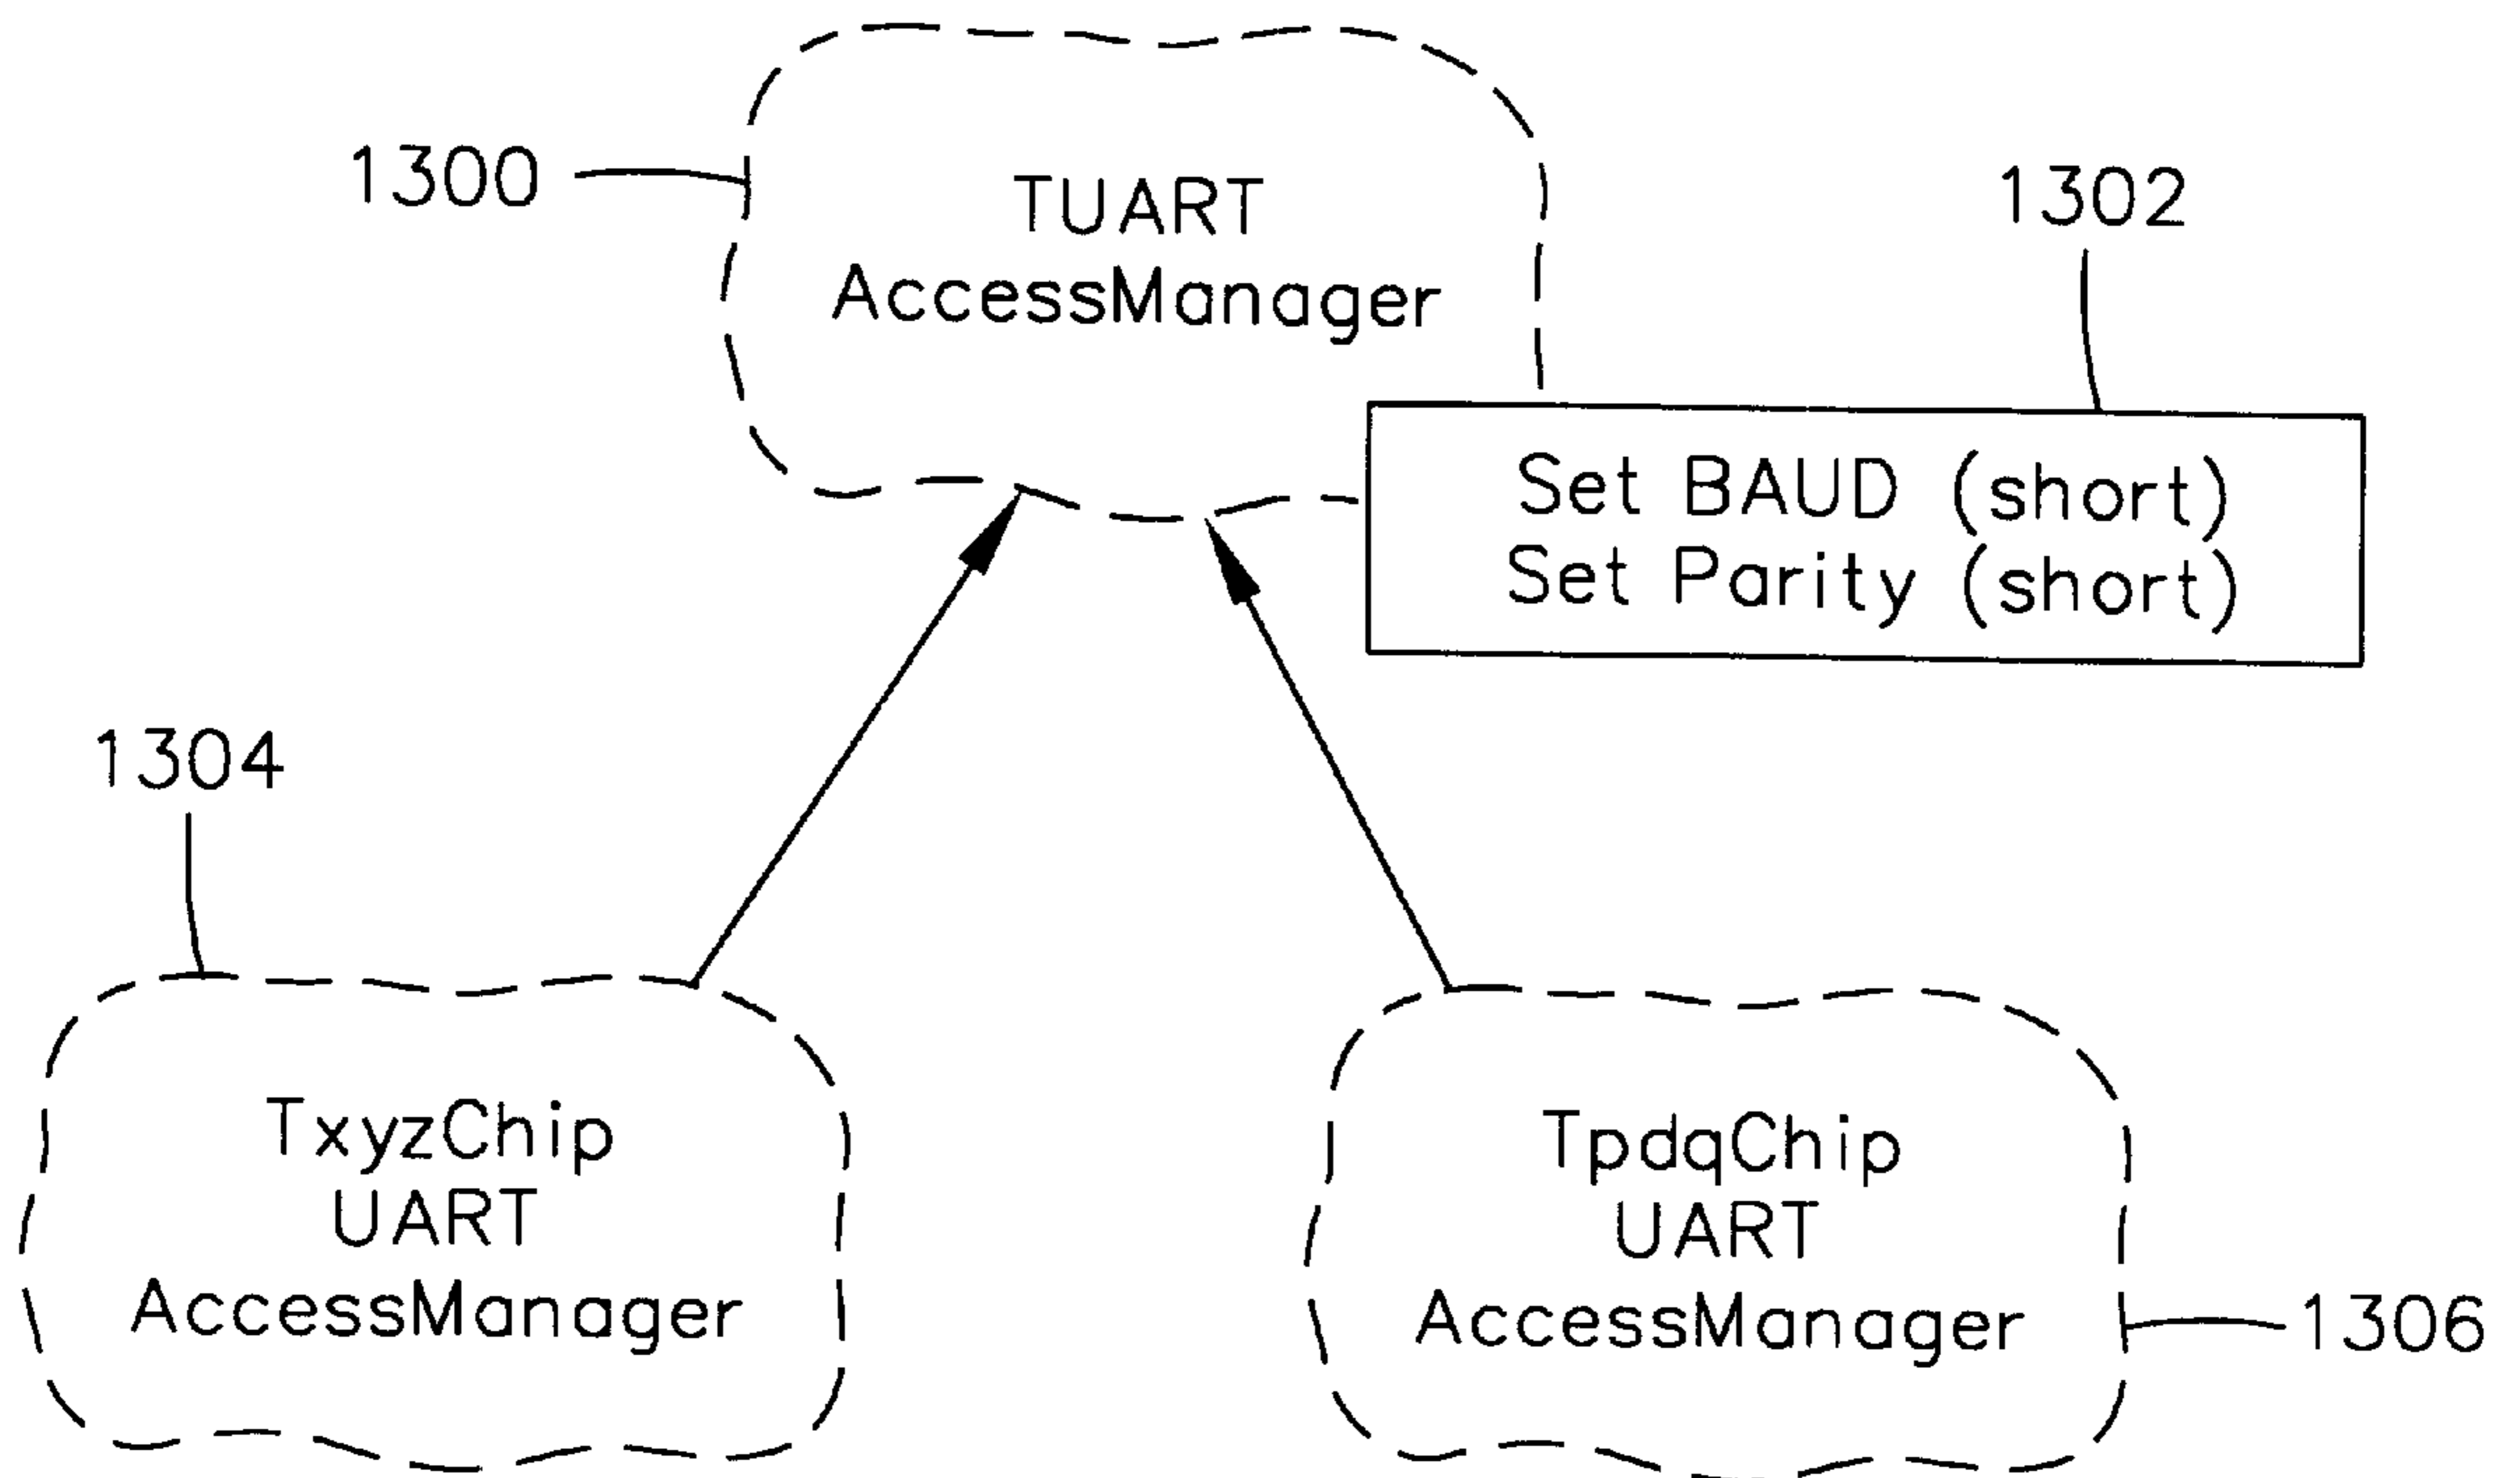 1300
TUART
AccessManager
1302
Set BAUD (short)
Set Parity (short)
1304
TxyzChip
UART
AccessManager
TpdqChip
UART
AccessManager
1306